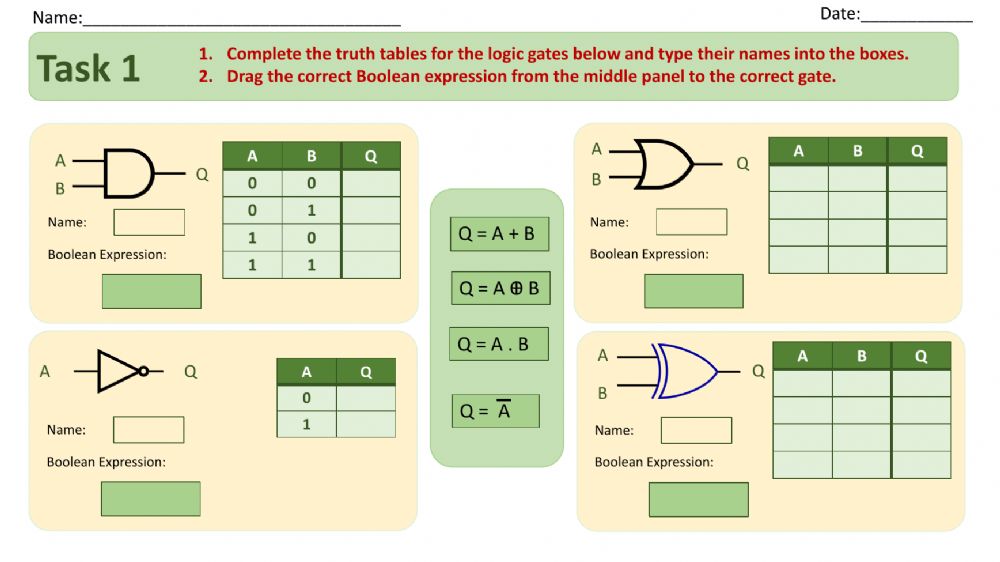 Name:___________________________________ Date:____________
Task 1
1. Complete the truth tables for the logic gates below and type their names into the boxes.
2. Drag the correct Boolean expression from the middle panel to the correct gate.
A
B
Q
Name:
Boolean Expression:
A B Q
0 0
0 1
1 0
1 1
A Q
Name:
Boolean Expression:
A Q
0
1
Q = A + B
Q = A ⊕ B
Q = A . B
Q = A̅
A
B
Q
Name:
Boolean Expression:
A B Q
A
B
Q
Name:
Boolean Expression:
A B Q